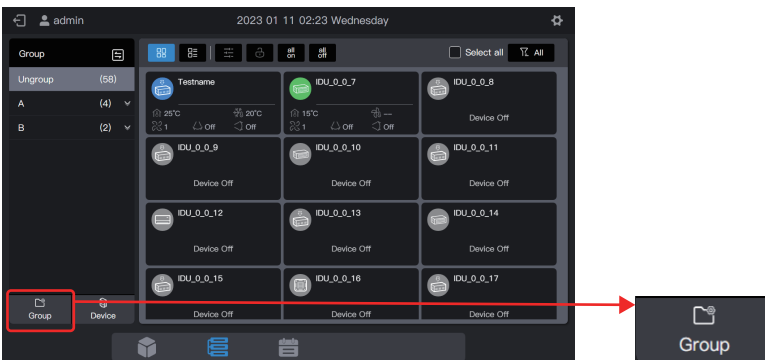 admin
2023 01 11 02:23 Wednesday
Group
all on
all off
Select all
All
Ungroup (58)
A (4)
B (2)
Testname
25°C 20°C
1 Off Off
IDU_0_0_7
15°C --
1 Off Off
IDU_0_0_8
Device Off
IDU_0_0_9
Device Off
IDU_0_0_10
Device Off
IDU_0_0_11
Device Off
IDU_0_0_12
Device Off
IDU_0_0_13
Device Off
IDU_0_0_14
Device Off
IDU_0_0_15
Device Off
IDU_0_0_16
Device Off
IDU_0_0_17
Device Off
Group
Device
Group